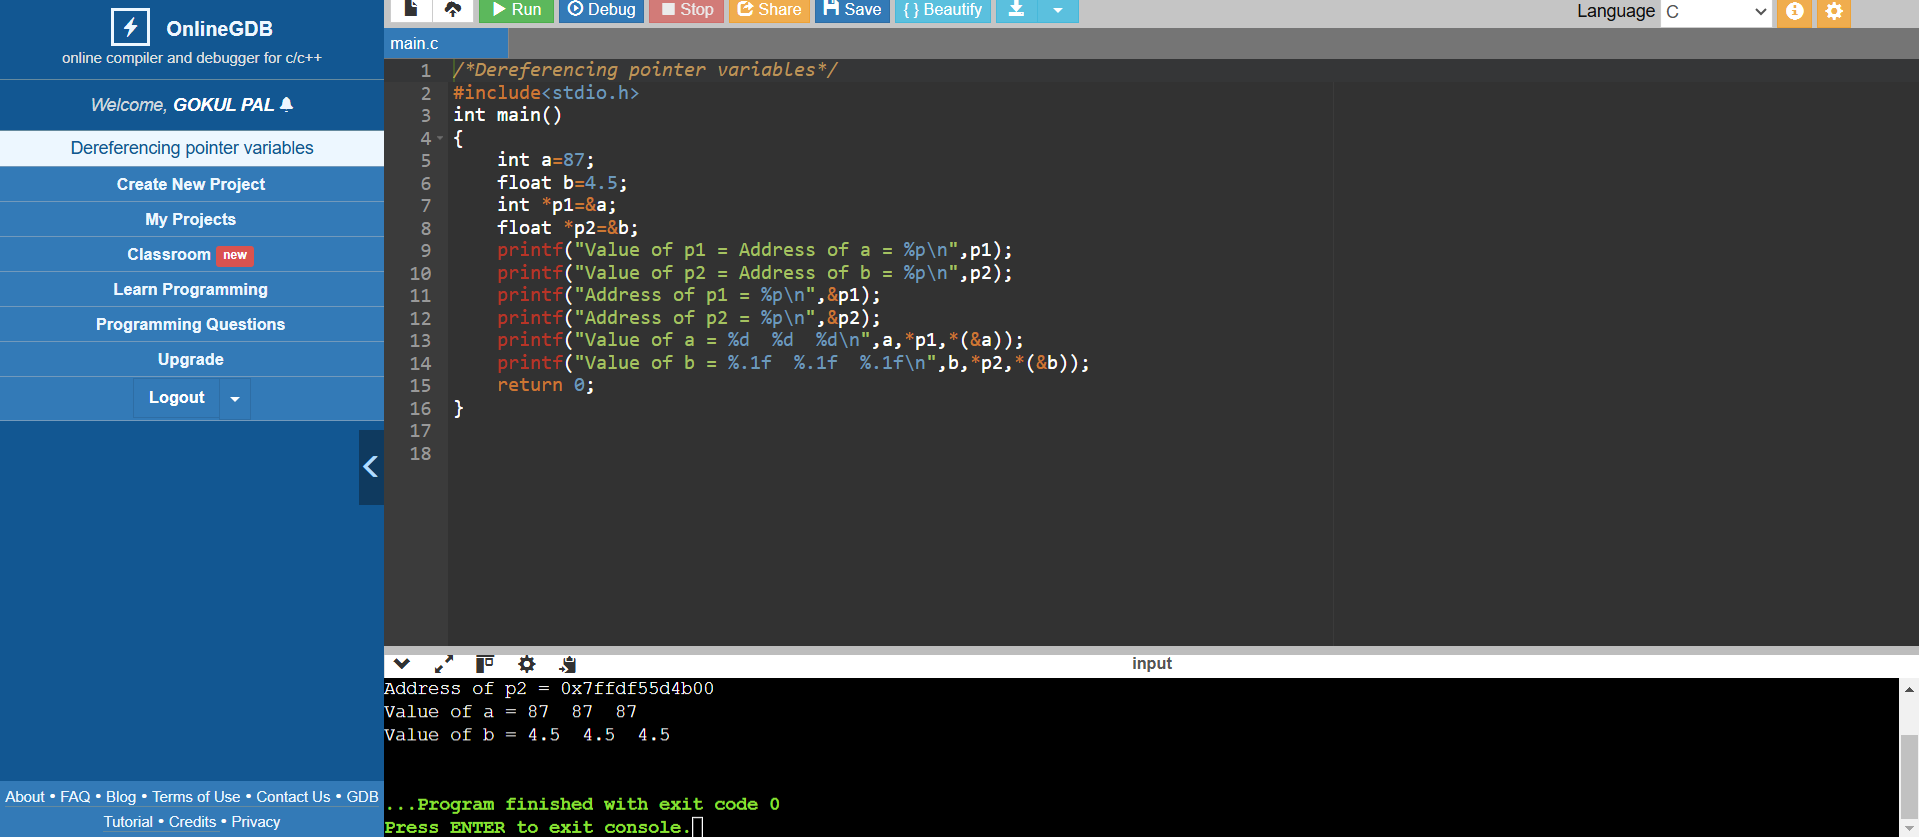 OnlineGDB
online compiler and debugger for c/c++
Welcome, GOKUL PAL
Dereferencing pointer variables
Create New Project
My Projects
Classroom new
Learn Programming
Programming Questions
Upgrade
Logout
About • FAQ • Blog • Terms of Use • Contact Us • GDB
Tutorial • Credits • Privacy
Run Debug Stop Share Save { } Beautify Language C
main.c
1 /*Dereferencing pointer variables*/
2 #include<stdio.h>
3 int main()
4 {
5     int a=87;
6     float b=4.5;
7     int *p1=&a;
8     float *p2=&b;
9     printf("Value of p1 = Address of a = %p\n",p1);
10     printf("Value of p2 = Address of b = %p\n",p2);
11     printf("Address of p1 = %p\n",&p1);
12     printf("Address of p2 = %p\n",&p2);
13     printf("Value of a = %d  %d  %d\n",a,*p1,*(&a));
14     printf("Value of b = %.1f  %.1f  %.1f\n",b,*p2,*(&b));
15     return 0;
16 }
17
18
input
Address of p2 = 0x7ffdf55d4b00
Value of a = 87  87  87
Value of b = 4.5  4.5  4.5
...Program finished with exit code 0
Press ENTER to exit console.